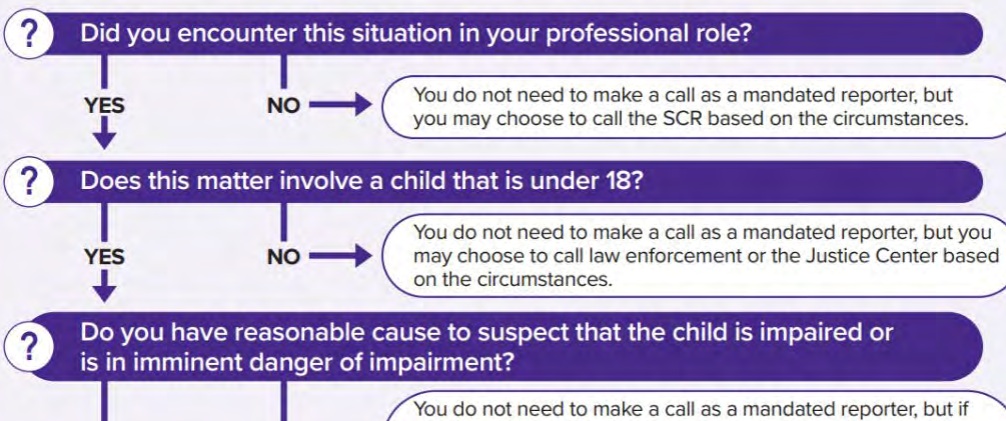 ?
Did you encounter this situation in your professional role?
YES
NO
You do not need to make a call as a mandated reporter, but
you may choose to call the SCR based on the circumstances.
?
Does this matter involve a child that is under 18?
YES
NO
You do not need to make a call as a mandated reporter, but you
may choose to call law enforcement or the Justice Center based
on the circumstances.
?
Do you have reasonable cause to suspect that the child is impaired or
is in imminent danger of impairment?
You do not need to make a call as a mandated reporter, but if